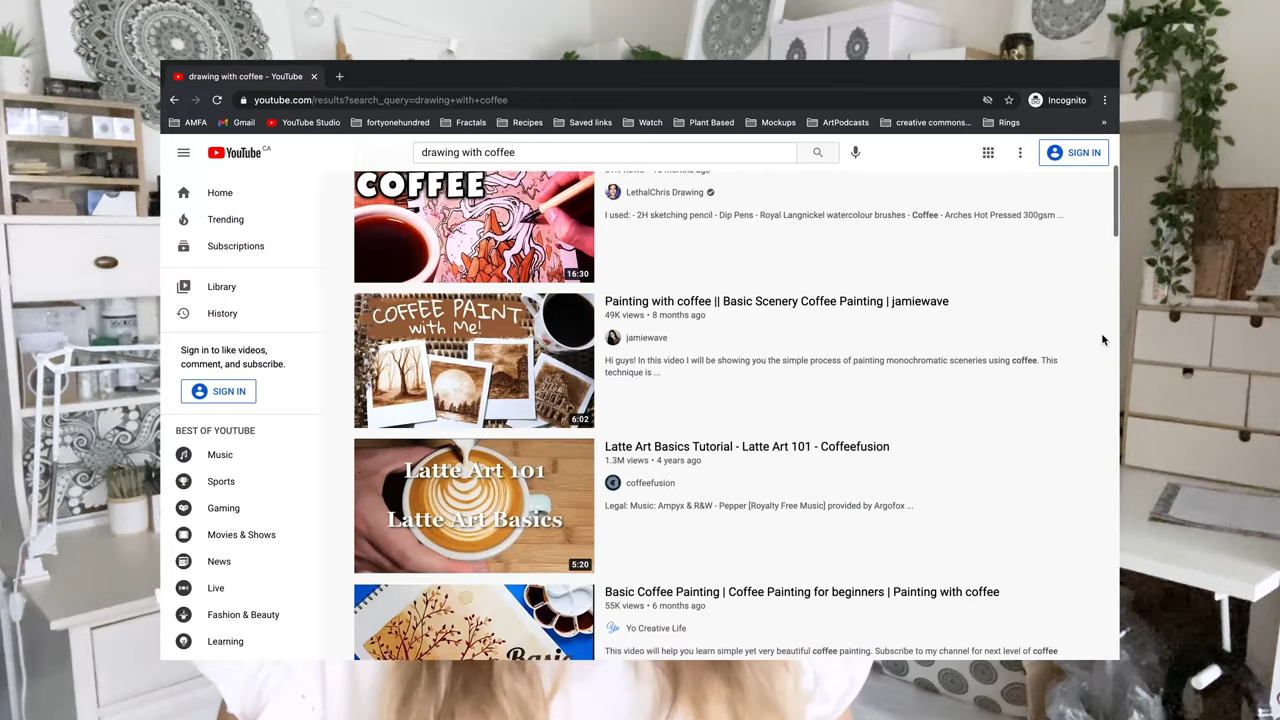 drawing with coffee - YouTube
youtube.com/results?search_query=drawing+with+coffee
Incognito
AMFA
Gmail
YouTube Studio
fortyonehundred
Fractals
Recipes
Saved links
Watch
Plant Based
Mockups
ArtPodcasts
creative commons...
Rings
»
YouTube CA
drawing with coffee
SIGN IN
Home
Trending
Subscriptions
Library
History
Sign in to like videos,
comment, and subscribe.
SIGN IN
BEST OF YOUTUBE
Music
Sports
Gaming
Movies & Shows
News
Live
Fashion & Beauty
Learning
COFFEE
16:30
LethalChris Drawing
I used: - 2H sketching pencil - Dip Pens - Royal Langnickel watercolour brushes - Coffee - Arches Hot Pressed 300gsm ...
COFFEE PAINT
with Me!
6:02
Painting with coffee || Basic Scenery Coffee Painting | jamiewave
49K views • 8 months ago
jamiewave
Hi guys! In this video I will be showing you the simple process of painting monochromatic sceneries using coffee. This
technique is ...
Latte Art 101
Latte Art Basics
5:20
Latte Art Basics Tutorial - Latte Art 101 - Coffeefusion
1.3M views • 4 years ago
coffeefusion
Legal: Music: Ampyx & R&W - Pepper [Royalty Free Music] provided by Argofox ...
Basic
Basic Coffee Painting | Coffee Painting for beginners | Painting with coffee
55K views • 6 months ago
Yo Creative Life
This video will help you learn simple yet very beautiful coffee painting. Subscribe to my channel for next level of coffee